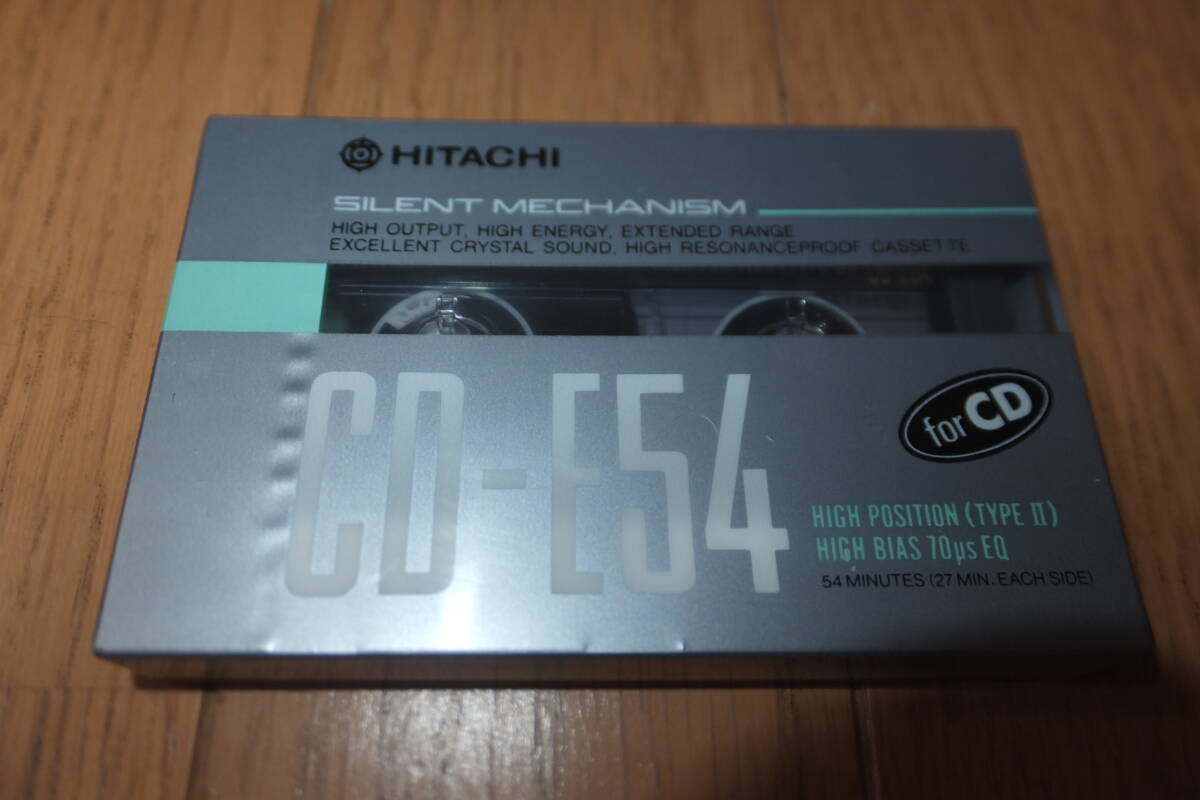 HITACHI
SILENT MECHANISM
HIGH OUTPUT, HIGH ENERGY, EXTENDED RANGE
EXCELLENT CRYSTAL SOUND, HIGH RESONANCEPROOF CASSETTE
CD-E54
for CD
HIGH POSITION (TYPE II)
HIGH BIAS 70µs EQ
54 MINUTES (27 MIN. EACH SIDE)